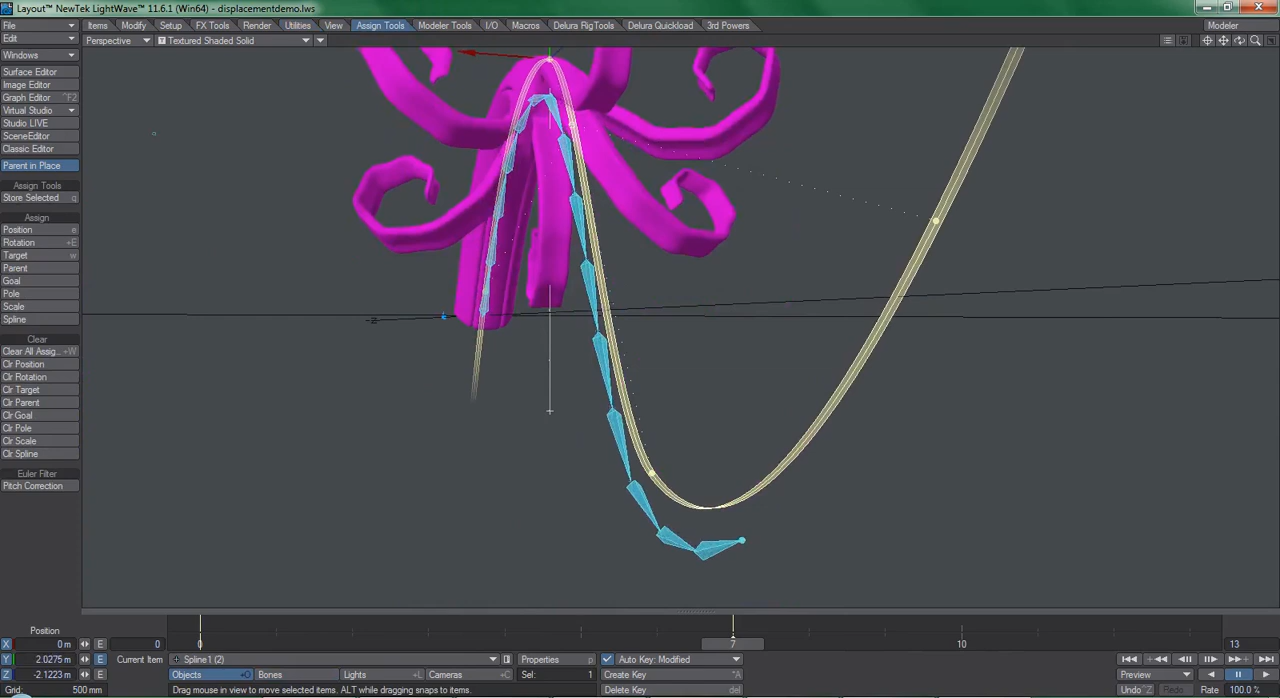 Layout™ NewTek LightWave™ 11.6.1 (Win64) - displacementdemo.lws
File Items Modify Setup FX Tools Render Utilities View Assign Tools Modeler Tools I/O Macros Delura RigTools Delura Quickload 3rd Powers Modeler
Edit Perspective Textured Shaded Solid
Windows
Surface Editor
Image Editor
Graph Editor ^F2
Virtual Studio
Studio LIVE
SceneEditor
Classic Editor
Parent in Place
Assign Tools
Store Selected q
Assign
Position e
Rotation +E
Target w
Parent
Goal
Pole
Scale
Spline
Clear
Clear All Assig... +W
Clr Position
Clr Rotation
Clr Target
Clr Parent
Clr Goal
Clr Pole
Clr Scale
Clr Spline
Euler Filter
Pitch Correction
Position
X 0 m E 0 0 7 10 13
Y 2.0275 m E Current Item Spline1 (2) Properties p Auto Key: Modified
Z -2.1223 m E Objects +O Bones +B Lights +L Cameras +C Sel: 1 Create Key *A Preview
Grid: 500 mm Drag mouse in view to move selected items. ALT while dragging snaps to items. Delete Key del Undo ^Z Redo Rate 100.0 %